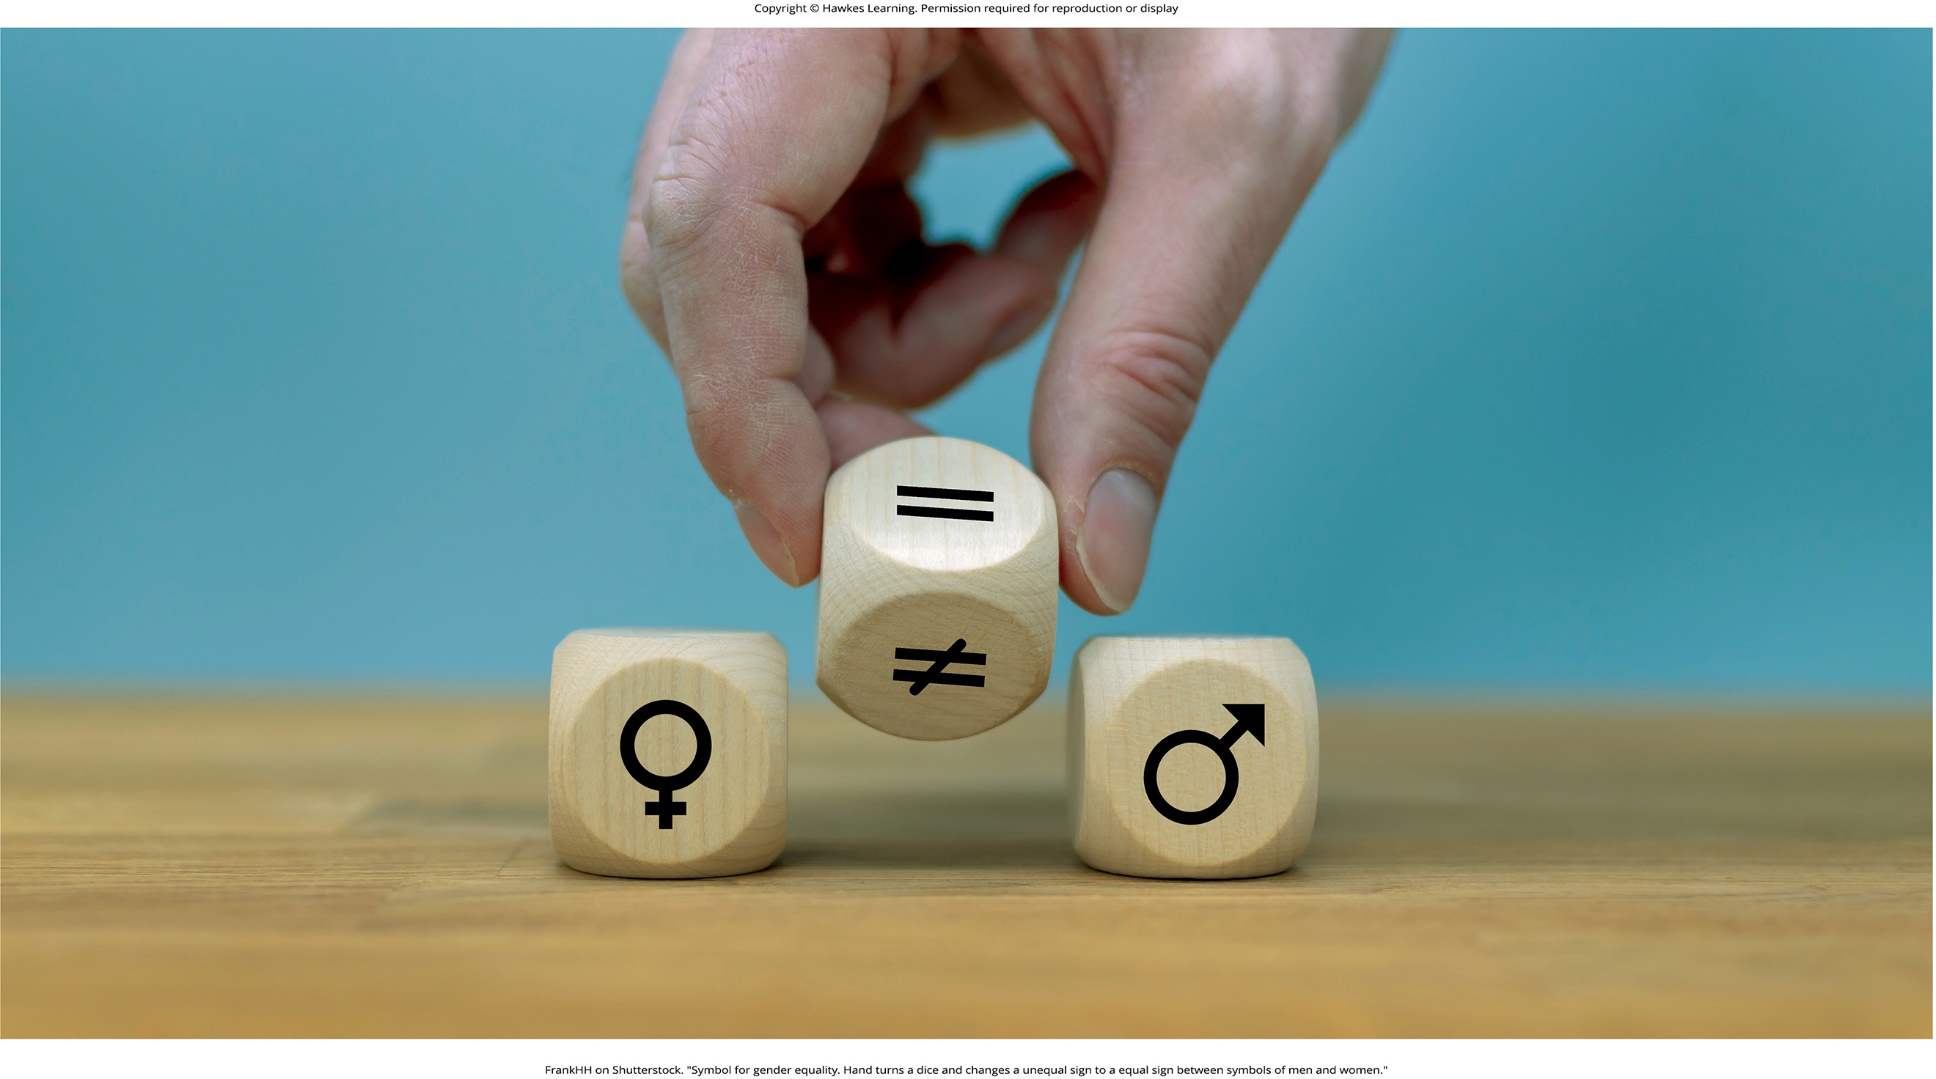 Copyright © Hawkes Learning. Permission required for reproduction or display
=
≠
♀ ♂
FrankHH on Shutterstock. "Symbol for gender equality. Hand turns a dice and changes a unequal sign to a equal sign between symbols of men and women."